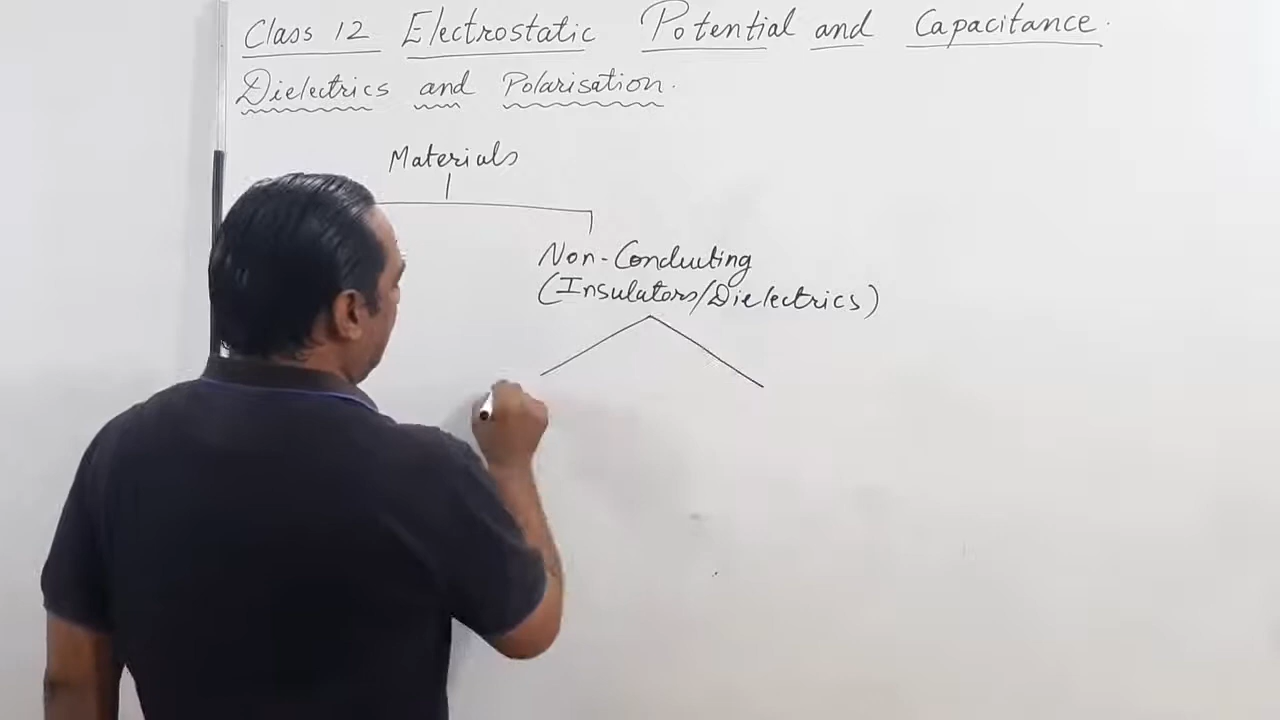 Class 12 Electrostatic Potential and Capacitance.
Dielectrics and Polarisation.
Materials
Non-Conducting
(Insulators/Dielectrics)